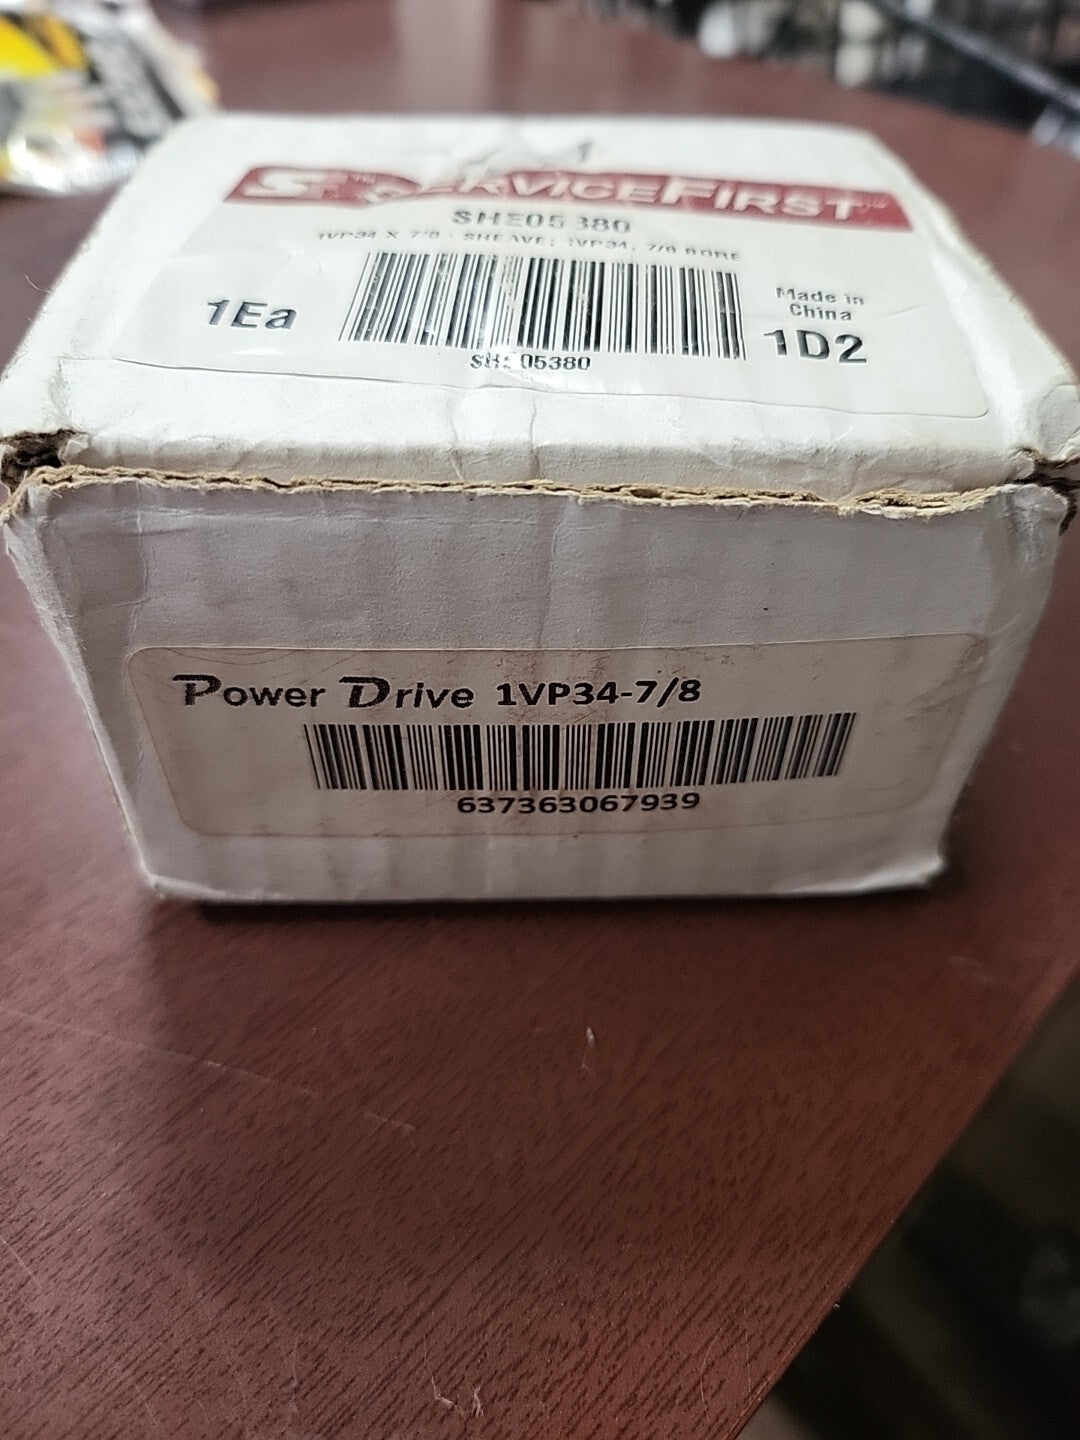 SERVICEFIRST™
SHE05380
1VP34 X 7/8 - SHEAVE; 1VP34, 7/8 BORE
1Ea
Made in
China
1D2
SHE05380
Power Drive 1VP34-7/8
637363067939